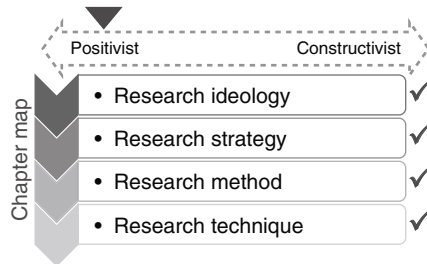 Positivist Constructivist
Chapter map
• Research ideology
• Research strategy
• Research method
• Research technique